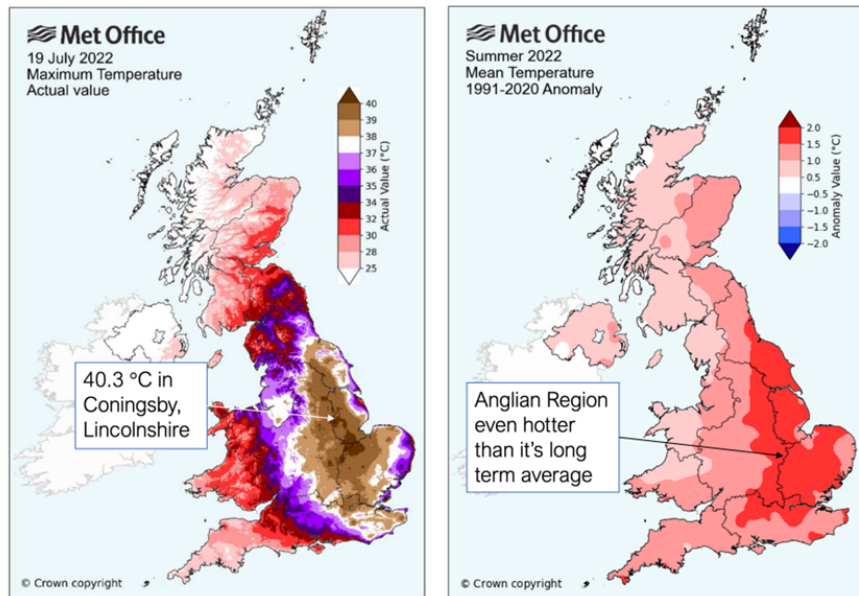 Met Office
19 July 2022
Maximum Temperature
Actual value
40
39
38
37
35
34
32
30
29
27
25
Actual Value (°C)
40.3 °C in
Coningsby,
Lincolnshire
© Crown copyright
Met Office
Summer 2022
Mean Temperature
1991-2020 Anomaly
2.0
1.5
1.0
0.5
−0.5
−1.0
−1.5
−2.0
Anomaly Value (°C)
Anglian Region
even hotter
than it's long
term average
© Crown copyright